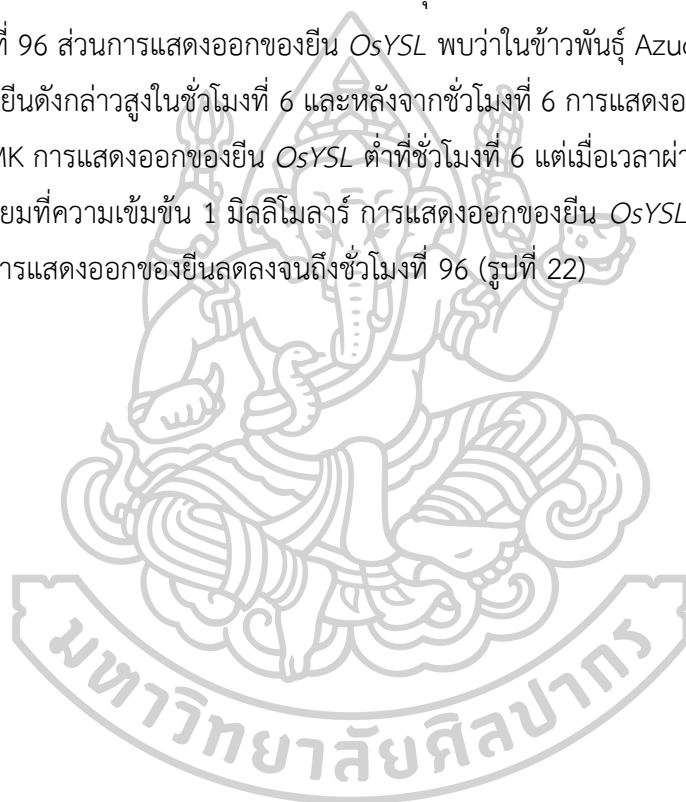 ที่ 96 ส่วนการแสดงออกของยีน OsYSL พบว่าในข้าวพันธุ์ Azuc
ยีนดังกล่าวสูงในชั่วโมงที่ 6 และหลังจากชั่วโมงที่ 6 การแสดงอ
MK การแสดงออกของยีน OsYSL ต่ำที่ชั่วโมงที่ 6 แต่เมื่อเวลาผ่า
ยมที่ความเข้มข้น 1 มิลลิโมลาร์ การแสดงออกของยีน OsYSL
การแสดงออกของยีนลดลงจนถึงชั่วโมงที่ 96 (รูปที่ 22)
มหาวิทยาลัยศิลปากร